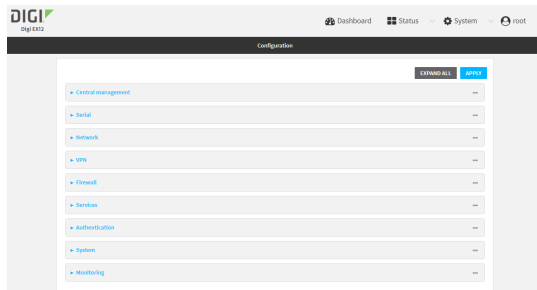 DIGI
Digi EX12
Dashboard Status System root
Configuration
EXPAND ALL APPLY
Central management
Serial
Network
VPN
Firewall
Services
Authentication
System
Monitoring